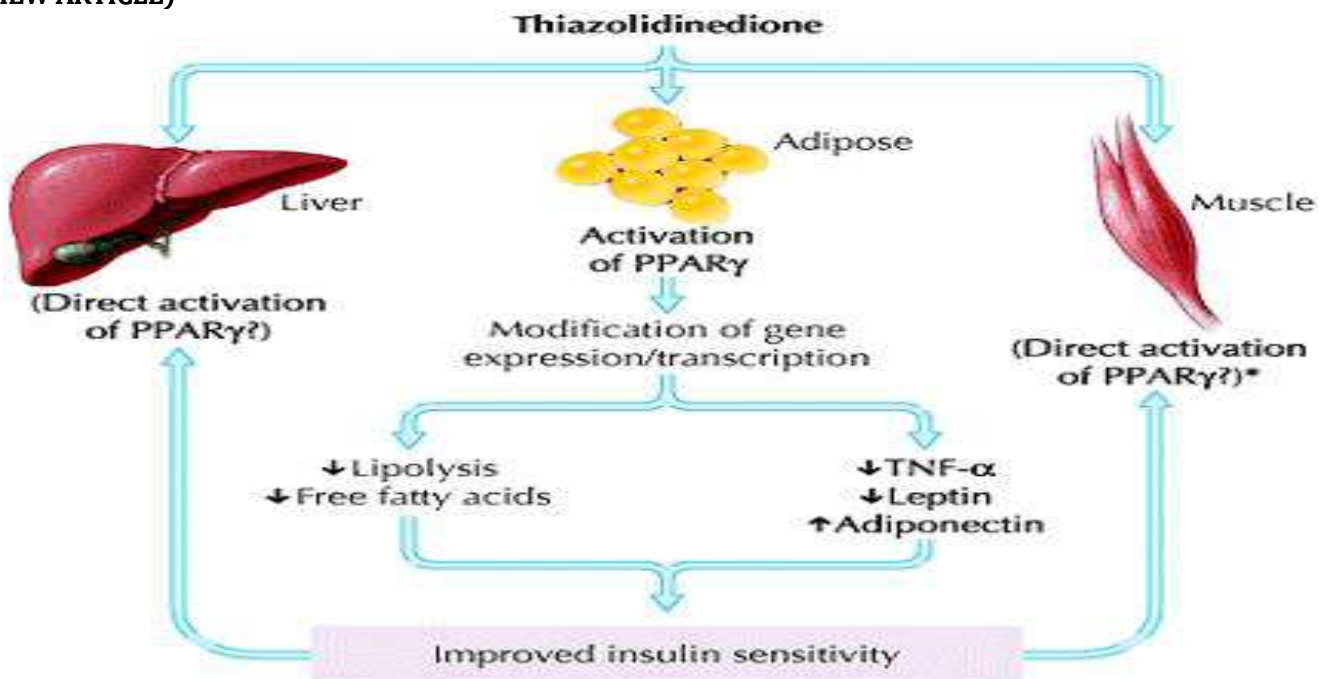 Thiazolidinedione
Adipose
Liver
Muscle
Activation
of PPARγ
(Direct activation
of PPARγ?)
Modification of gene
expression/transcription
(Direct activation
of PPARγ?)*
↓Lipolysis
↓Free fatty acids
↓TNF-α
↓Leptin
↑Adiponectin
Improved insulin sensitivity